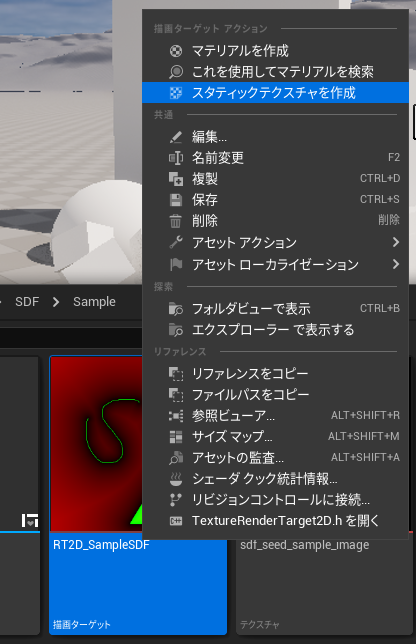 描画ターゲット アクション
マテリアルを作成
これを使用してマテリアルを検索
スタティックテクスチャを作成
共通
編集...
名前変更 F2
複製 CTRL+D
保存 CTRL+S
削除 削除
アセット アクション
アセット ローカライゼーション
探索
フォルダビューで表示 CTRL+B
エクスプローラー で表示する
リファレンス
リファレンスをコピー
ファイルパスをコピー
参照ビューア... ALT+SHIFT+R
サイズ マップ... ALT+SHIFT+M
アセットの監査... ALT+SHIFT+A
シェーダ クック統計情報...
リビジョンコントロールに接続...
TextureRenderTarget2D.h を開く
SDF > Sample
RT2D_SampleSDF
描画ターゲット
sdf_seed_sample_image
テクスチャ